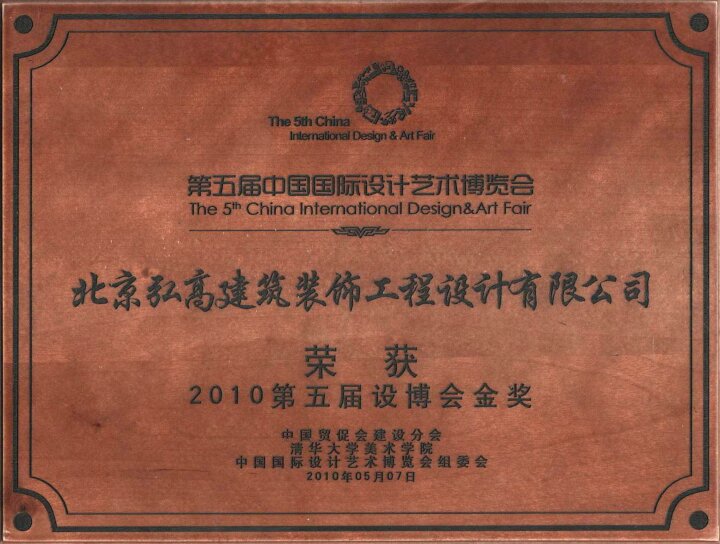 The 5th China
International Design & Art Fair
第五届中国国际设计艺术博览会
The 5th China International Design&Art Fair
北京弘高建筑装饰工程设计有限公司
荣 获
2010第五届设博会金奖
中国贸促会建设分会
清华大学美术学院
中国国际设计艺术博览会组委会
2010年05月07日